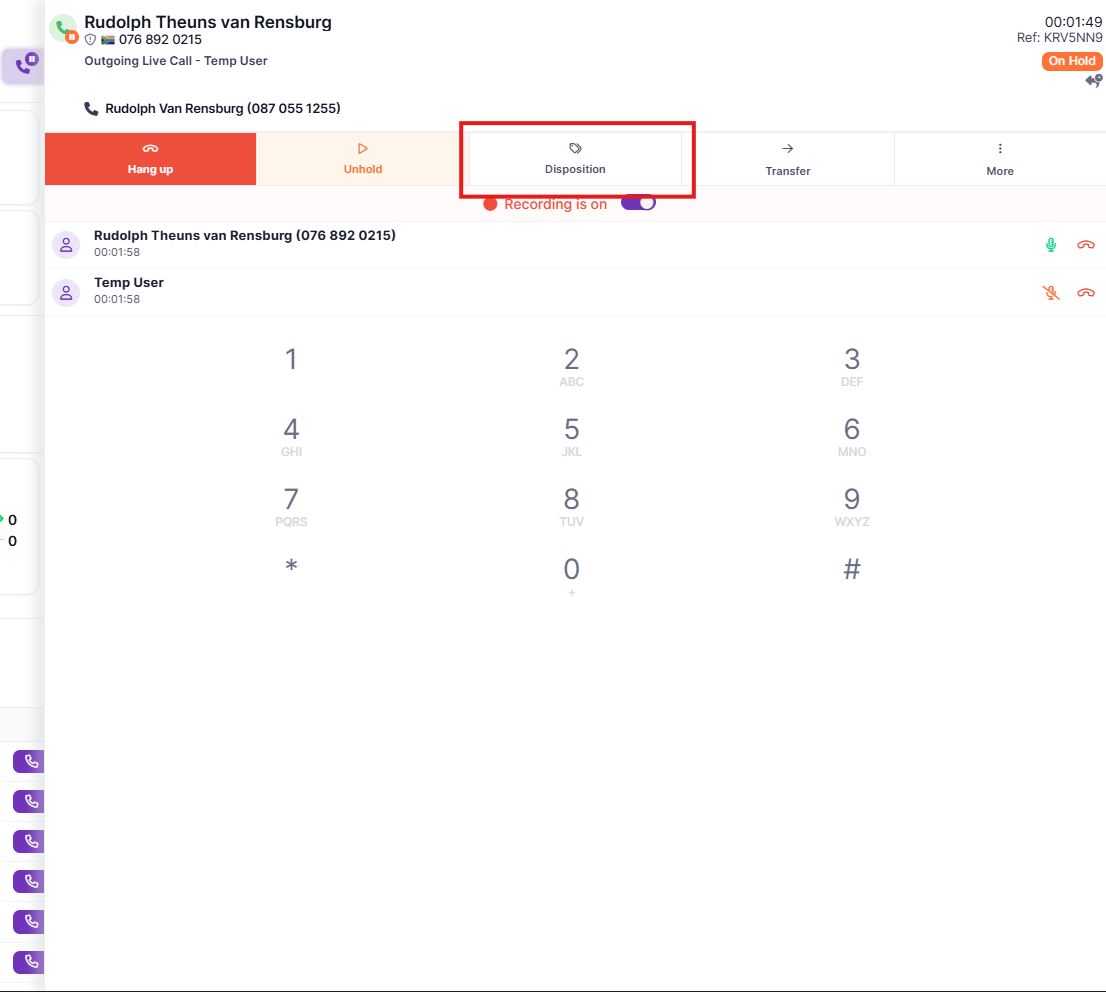 Rudolph Theuns van Rensburg
00:01:49
076 892 0215
Ref: KRV5NN9
Outgoing Live Call - Temp User
On Hold
Rudolph Van Rensburg (087 055 1255)
Hang up
Unhold
Disposition
Transfer
More
Recording is on
Rudolph Theuns van Rensburg (076 892 0215)
00:01:58
Temp User
00:01:58
1
2
3
ABC
DEF
4
5
6
GHI
JKL
MNO
7
8
9
PQRS
TUV
WXYZ
*
0
#
+
0
0